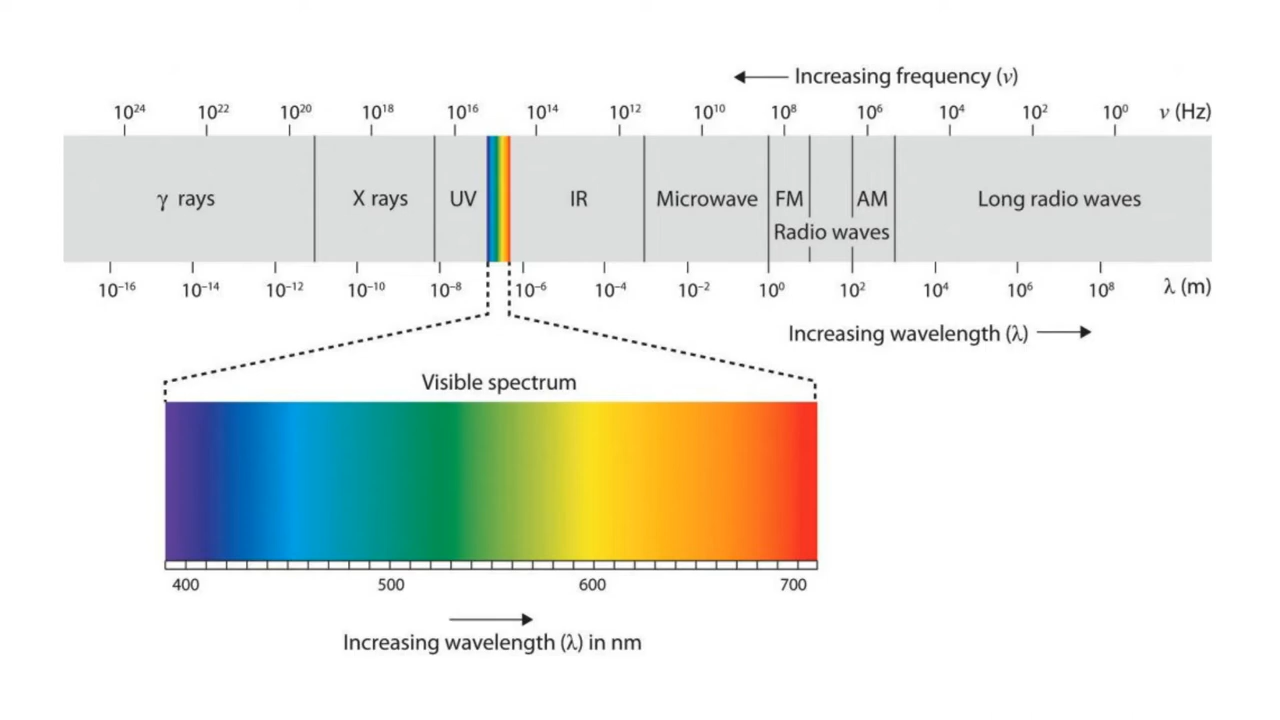 Increasing frequency (ν)
10²⁴ 10²² 10²⁰ 10¹⁸ 10¹⁶ 10¹⁴ 10¹² 10¹⁰ 10⁸ 10⁶ 10⁴ 10² 10⁰ ν (Hz)
γ rays X rays UV IR Microwave FM AM Long radio waves
Radio waves
10⁻¹⁶ 10⁻¹⁴ 10⁻¹² 10⁻¹⁰ 10⁻⁸ 10⁻⁶ 10⁻⁴ 10⁻² 10⁰ 10² 10⁴ 10⁶ 10⁸ λ (m)
Increasing wavelength (λ)
Visible spectrum
400 500 600 700
Increasing wavelength (λ) in nm